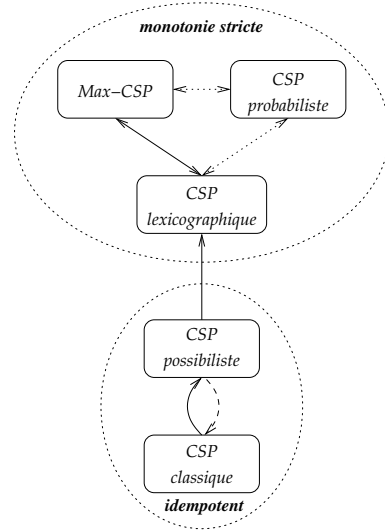 monotonie stricte
Max–CSP
CSP
probabiliste
CSP
lexicographique
CSP
possibiliste
CSP
classique
idempotent